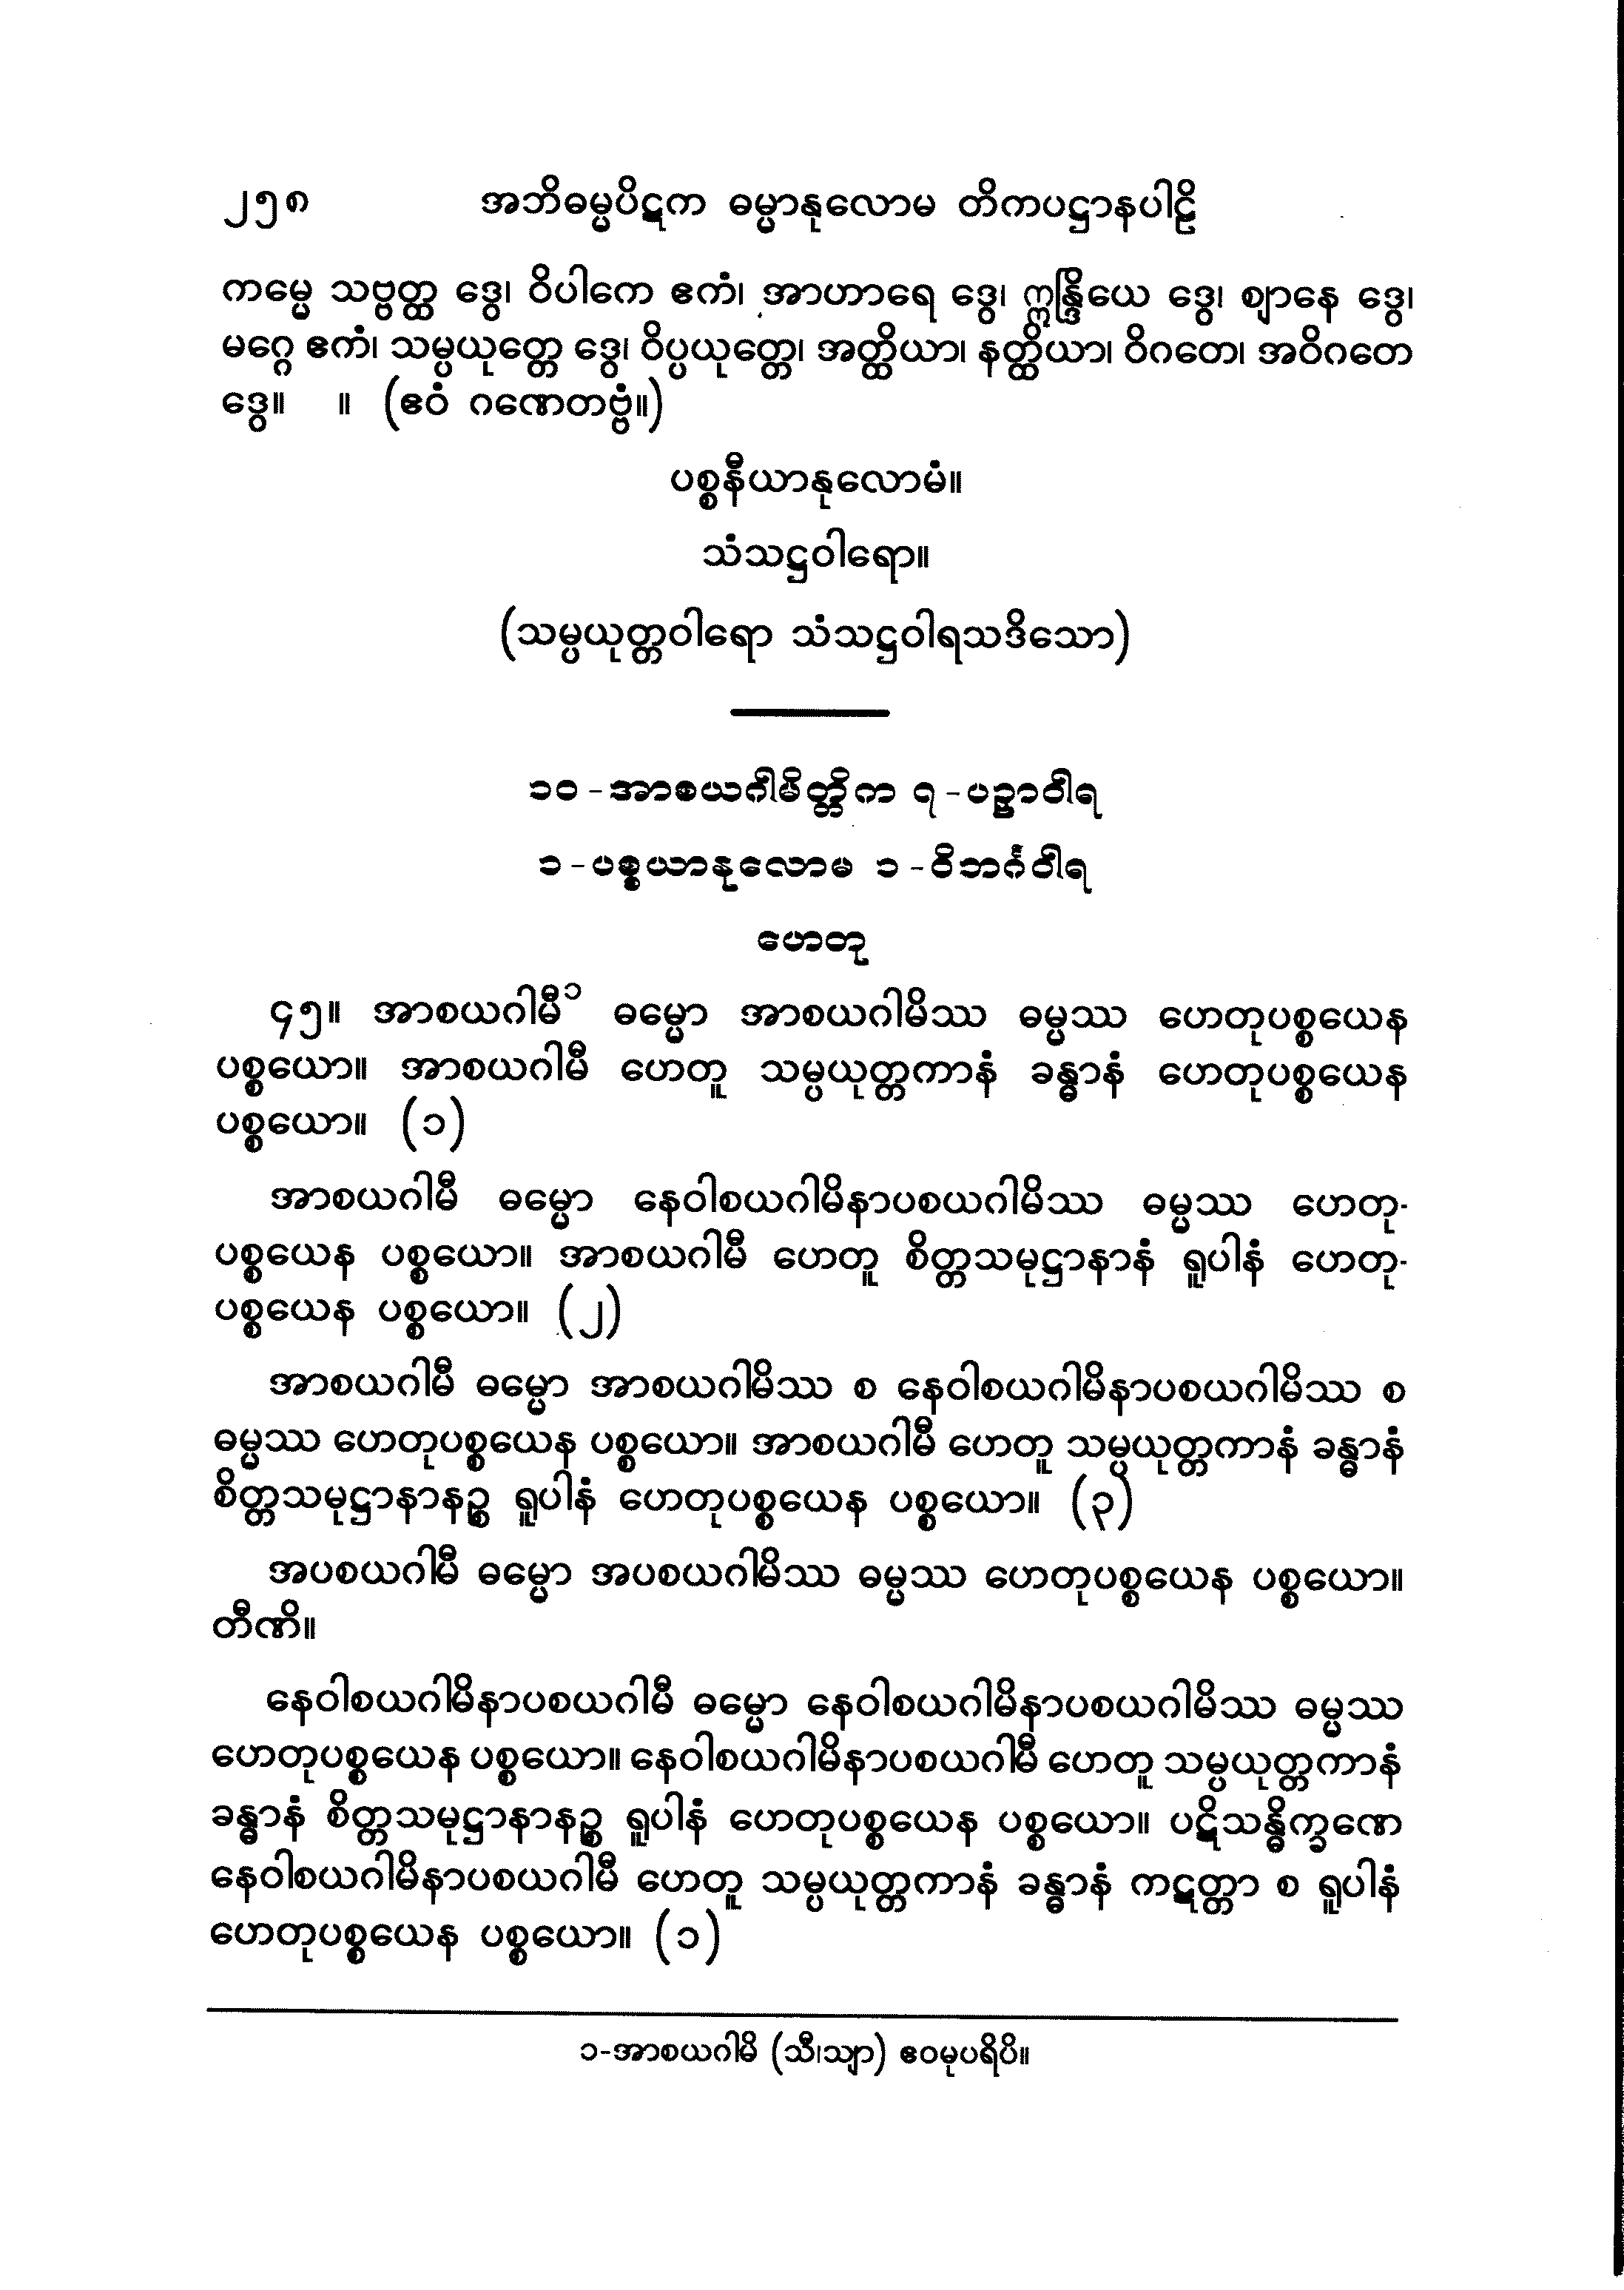 ၂၅၈ အဘိဓမ္မပိဋက ဓမ္မာနုလောမ တိကပဋ္ဌာနပါဠိ
ကမ္မေ သဗ္ဗတ္ထ ဒွေ၊ ဝိပါကေ ဧကံ၊ အာဟာရေ ဒွေ၊ ဣန္ဒြိယေ ဒွေ၊ ဈာနေ ဒွေ၊
မဂ္ဂေ ဧကံ၊ သမ္ပယုတ္တေ ဒွေ၊ ဝိပ္ပယုတ္တေ၊ အတ္ထိယာ၊ နတ္ထိယာ၊ ဝိဂတေ၊ အဝိဂတေ
ဒွေ။ ။ (ဧဝံ ဂဏေတဗ္ဗံ။)
ပစ္စနီယာနုလောမံ။
သံသဋ္ဌဝါရော။
(သမ္ပယုတ္တဝါရော သံသဋ္ဌဝါရသဒိသော)
၁၀-အာစယဂါမိတ္တိက ၇-ပဉှာဝါရ
၁-ပစ္စယာနုလောမ ၁-ဝိဘင်္ဂဝါရ
ဟေတု
၄၅။ အာစယဂါမီ၁ ဓမ္မော အာစယဂါမိဿ ဓမ္မဿ ဟေတုပစ္စယေန
ပစ္စယော။ အာစယဂါမီ ဟေတူ သမ္ပယုတ္တကာနံ ခန္ဓာနံ ဟေတုပစ္စယေန
ပစ္စယော။ (၁)
အာစယဂါမီ ဓမ္မော နေဝါစယဂါမိနာပစယဂါမိဿ ဓမ္မဿ ဟေတု-
ပစ္စယေန ပစ္စယော။ အာစယဂါမီ ဟေတူ စိတ္တသမုဋ္ဌာနာနံ ရူပါနံ ဟေတု-
ပစ္စယေန ပစ္စယော။ (၂)
အာစယဂါမီ ဓမ္မော အာစယဂါမိဿ စ နေဝါစယဂါမိနာပစယဂါမိဿ စ
ဓမ္မဿ ဟေတုပစ္စယေန ပစ္စယော။ အာစယဂါမီ ဟေတူ သမ္ပယုတ္တကာနံ ခန္ဓာနံ
စိတ္တသမုဋ္ဌာနာနဉ္စ ရူပါနံ ဟေတုပစ္စယေန ပစ္စယော။ (၃)
အပစယဂါမီ ဓမ္မော အပစယဂါမိဿ ဓမ္မဿ ဟေတုပစ္စယေန ပစ္စယော။
တီဏိ။
နေဝါစယဂါမိနာပစယဂါမီ ဓမ္မော နေဝါစယဂါမိနာပစယဂါမိဿ ဓမ္မဿ
ဟေတုပစ္စယေန ပစ္စယော။ နေဝါစယဂါမိနာပစယဂါမီ ဟေတူ သမ္ပယုတ္တကာနံ
ခန္ဓာနံ စိတ္တသမုဋ္ဌာနာနဉ္စ ရူပါနံ ဟေတုပစ္စယေန ပစ္စယော။ ပဋိသန္ဓိက္ခဏေ
နေဝါစယဂါမိနာပစယဂါမီ ဟေတူ သမ္ပယုတ္တကာနံ ခန္ဓာနံ ကဋတ္တာ စ ရူပါနံ
ဟေတုပစ္စယေန ပစ္စယော။ (၁)
၁-အာစယဂါမိ (သီ၊သျာ) ဧဝမုပရိပိ။